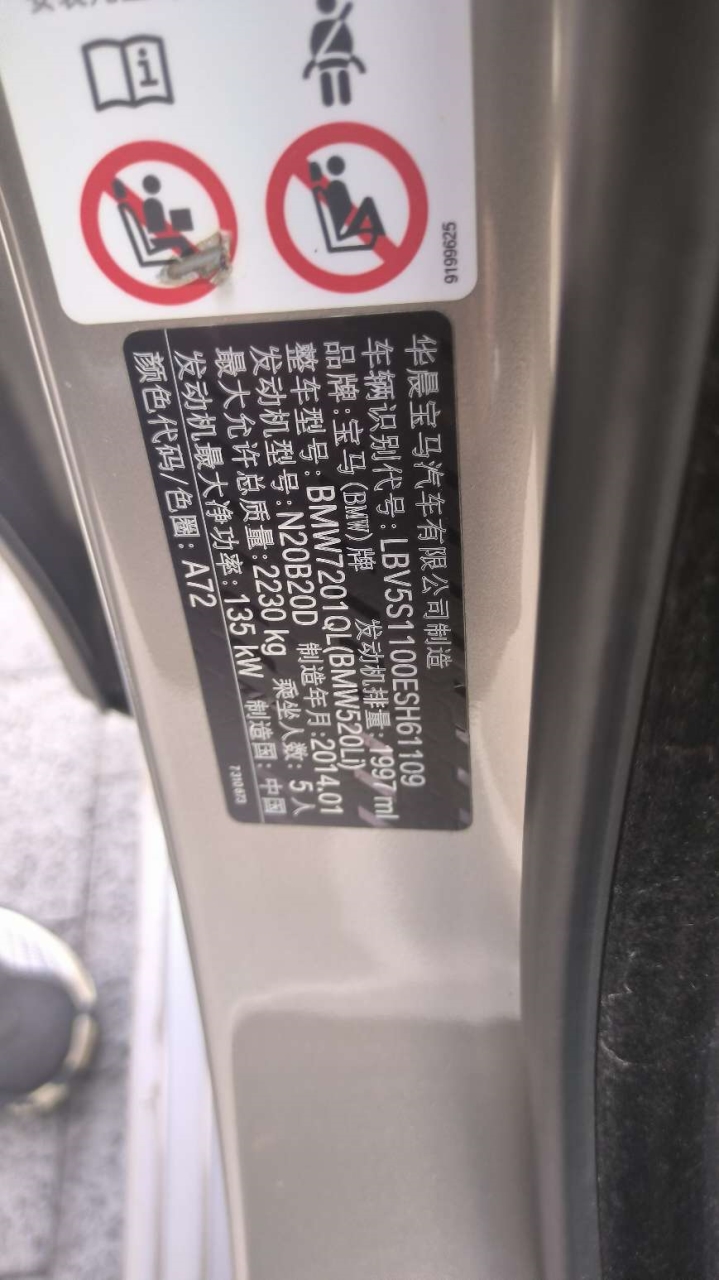 9199625
华晨宝马汽车有限公司制造
车辆识别代号: LBV5S1100ESH61109
品牌: 宝马(BMW)牌 发动机排量: 1997 ml
整车型号: BMW7201QL(BMW520Li)
发动机型号: N20B20D 制造年月: 2014.01
最大允许总质量: 2230 kg 乘坐人数: 5 人
发动机最大净功率: 135 kW 制造国: 中国
颜色代码/色圈: A72
7310673